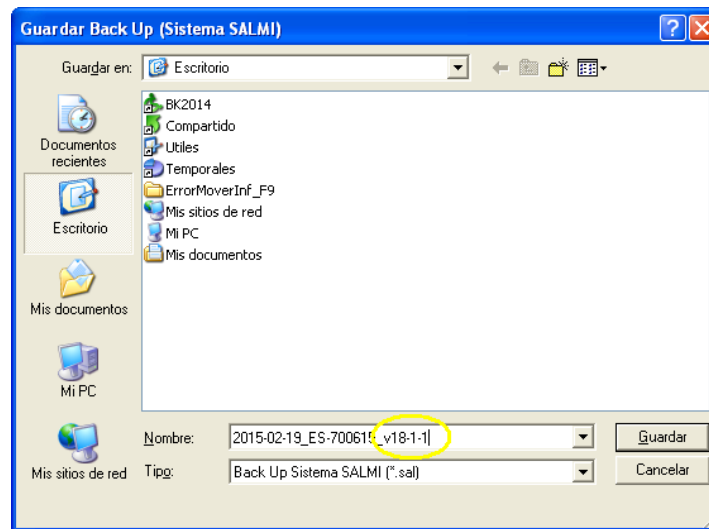 Guardar Back Up (Sistema SALMI)
Guardar en:
Escritorio
Documentos
recientes
Escritorio
Mis documentos
Mi PC
Mis sitios de red
BK2014
Compartido
Utiles
Temporales
ErrorMoverInf_F9
Mis sitios de red
Mi PC
Mis documentos
Nombre:
2015-02-19_ES-700615_v18-1-1
Guardar
Tipo:
Back Up Sistema SALMI (*.sal)
Cancelar